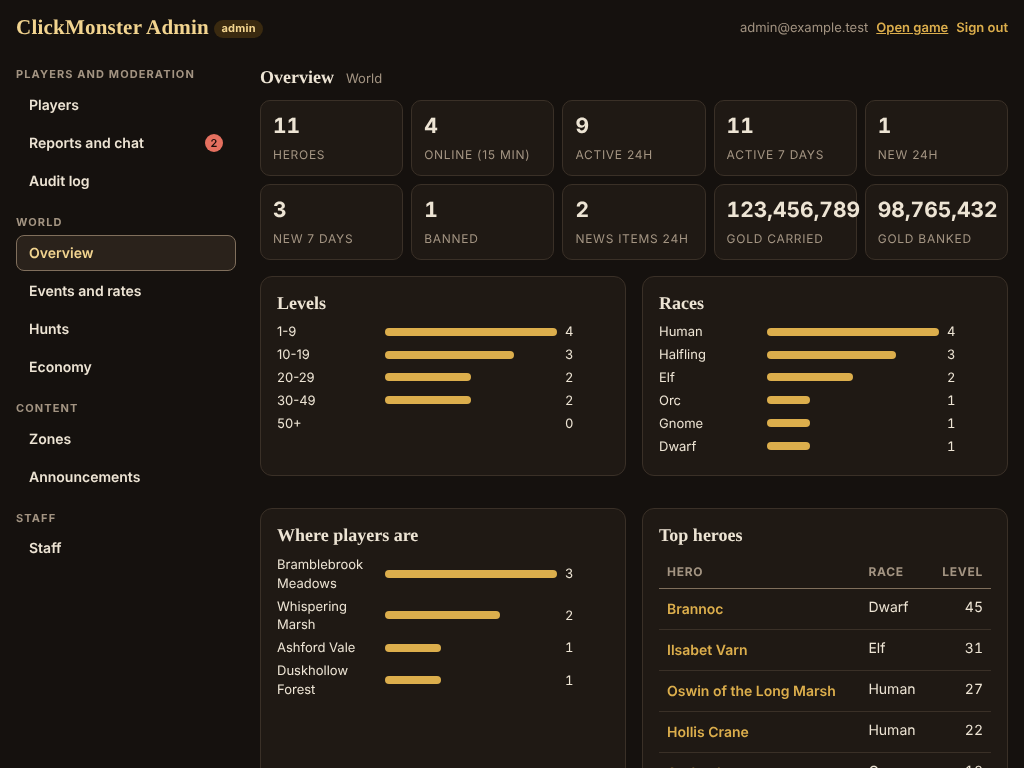 ClickMonster Admin admin
admin@example.test Open game Sign out
PLAYERS AND MODERATION
Players
Reports and chat 2
Audit log
WORLD
Overview
Events and rates
Hunts
Economy
CONTENT
Zones
Announcements
STAFF
Staff
Overview World
11
HEROES
4
ONLINE (15 MIN)
9
ACTIVE 24H
11
ACTIVE 7 DAYS
1
NEW 24H
3
NEW 7 DAYS
1
BANNED
2
NEWS ITEMS 24H
123,456,789
GOLD CARRIED
98,765,432
GOLD BANKED
Levels
1-9 4
10-19 3
20-29 2
30-49 2
50+ 0
Races
Human 4
Halfling 3
Elf 2
Orc 1
Gnome 1
Dwarf 1
Where players are
Bramblebrook
Meadows 3
Whispering
Marsh 2
Ashford Vale 1
Duskhollow
Forest 1
Top heroes
HERO RACE LEVEL
Brannoc Dwarf 45
Ilsabet Varn Elf 31
Oswin of the Long Marsh Human 27
Hollis Crane Human 22